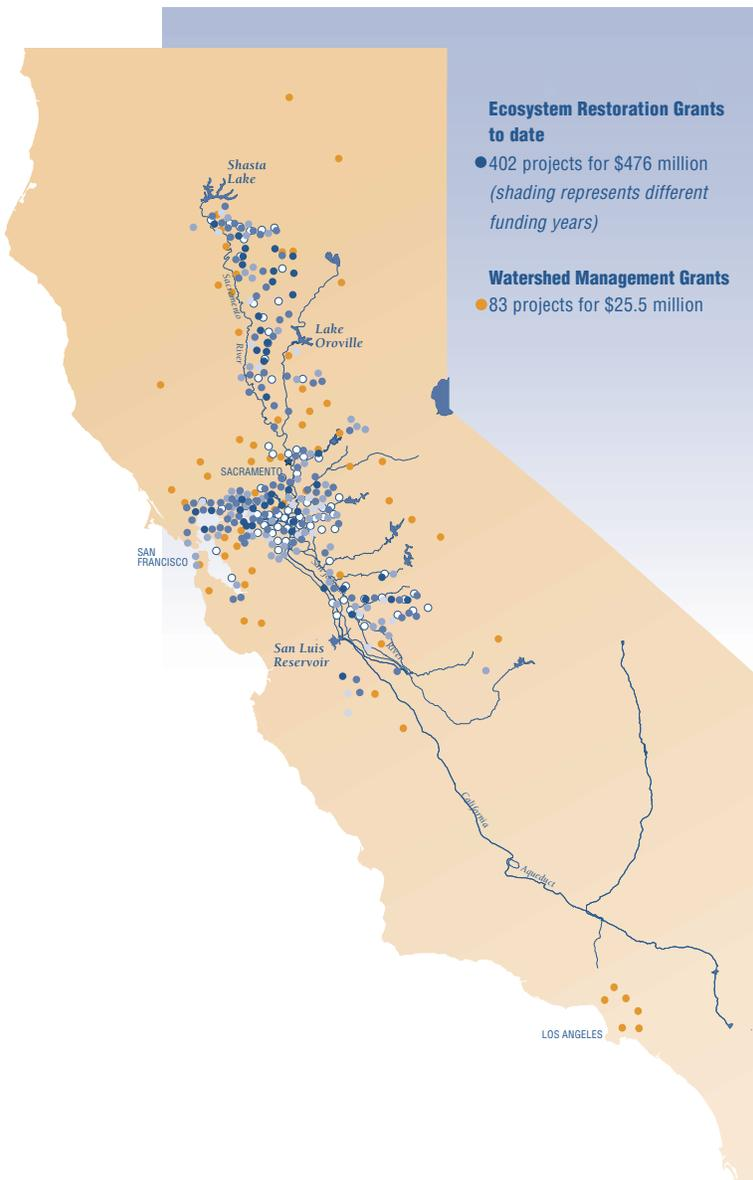 Ecosystem Restoration Grants
to date
402 projects for $476 million
(shading represents different
funding years)
Watershed Management Grants
83 projects for $25.5 million
Shasta
Lake
Sacramento
River
Lake
Oroville
SACRAMENTO
SAN
FRANCISCO
San
River
San Luis
Reservoir
California
Aqueduct
LOS ANGELES